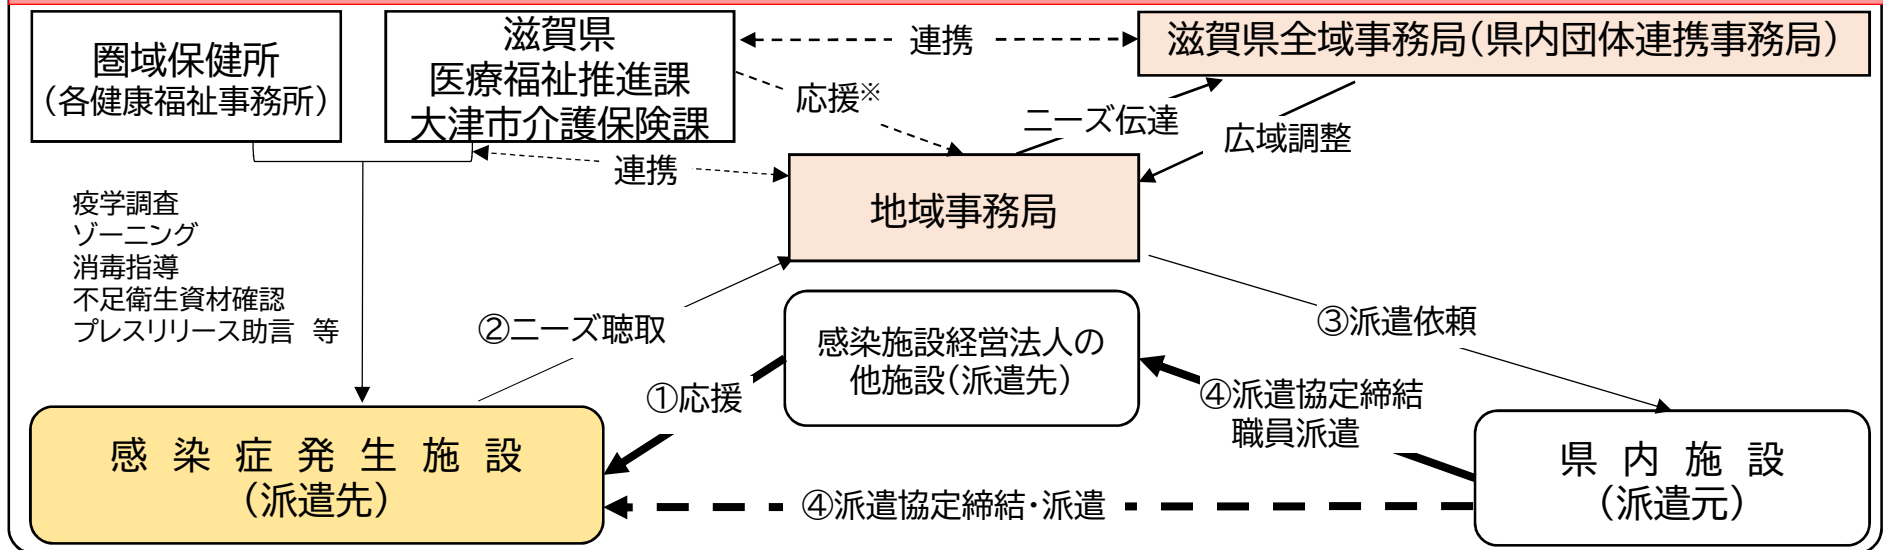 圏域保健所
（各健康福祉事務所）
滋賀県
医療福祉推進課
大津市介護保険課
連携
滋賀県全域事務局（県内団体連携事務局）
応援※
ニーズ伝達
広域調整
連携
地域事務局
疫学調査
ゾーニング
消毒指導
不足衛生資材確認
プレスリリース助言　等
②ニーズ聴取
感染施設経営法人の
他施設（派遣先）
③派遣依頼
①応援
④派遣協定締結
職員派遣
感 染 症 発 生 施 設
（派遣先）
④派遣協定締結・派遣
県 内 施 設
（派遣元）